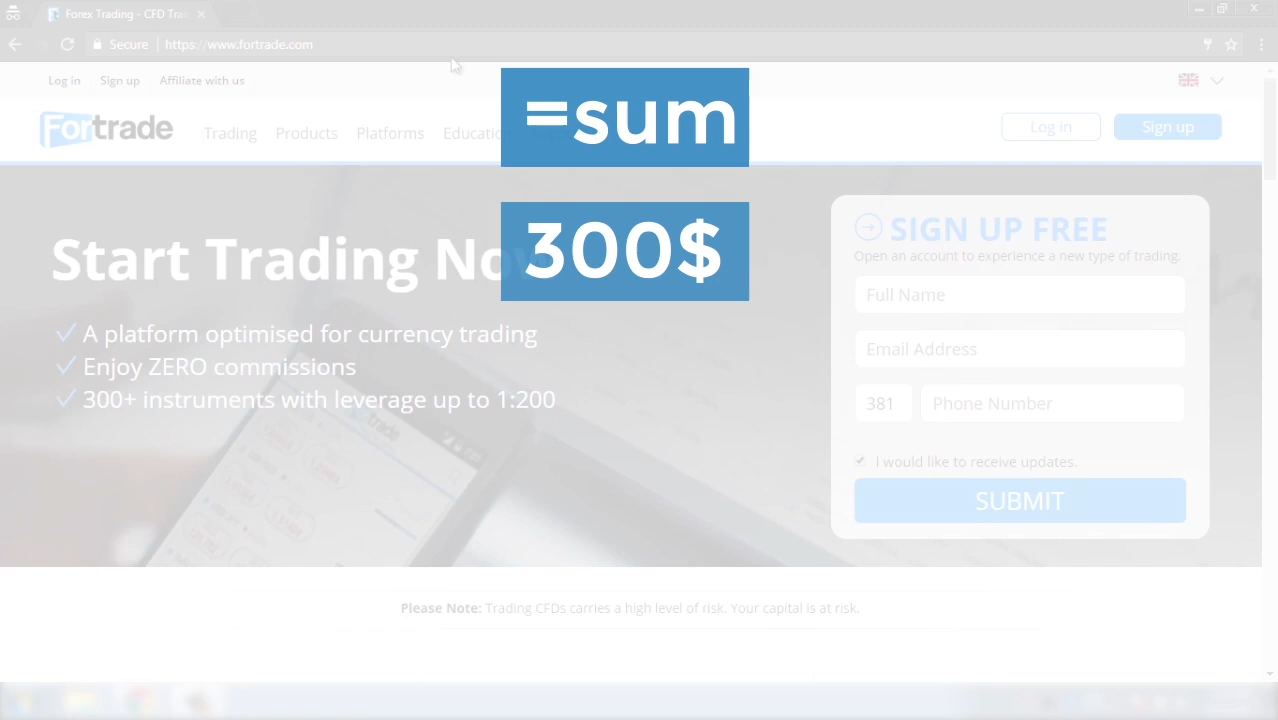 Forex Trading - CFD Tra
Secure https://www.fortrade.com
Log in Sign up Affiliate with us
Fortrade Trading Products Platforms Educatio
Log in Sign up
=sum
300$
Start Trading No
A platform optimised for currency trading
Enjoy ZERO commissions
300+ instruments with leverage up to 1:200
SIGN UP FREE
Open an account to experience a new type of trading.
Full Name
Email Address
381 Phone Number
I would like to receive updates.
SUBMIT
Please Note: Trading CFDs carries a high level of risk. Your capital is at risk.